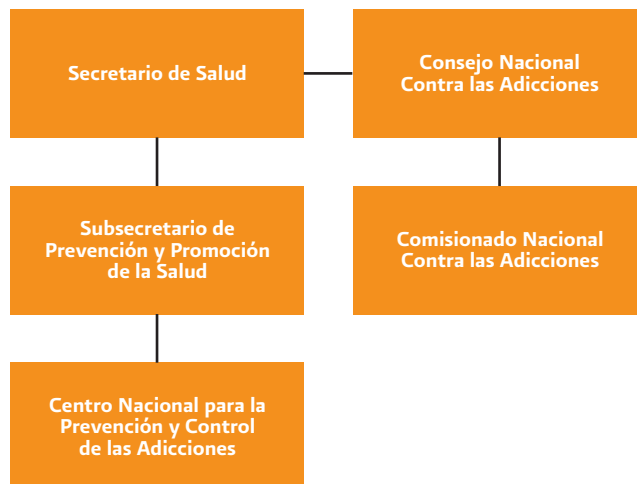 Secretario de Salud
Consejo Nacional
Contra las Adicciones
Subsecretario de
Prevención y Promoción
de la Salud
Comisionado Nacional
Contra las Adicciones
Centro Nacional para la
Prevención y Control
de las Adicciones